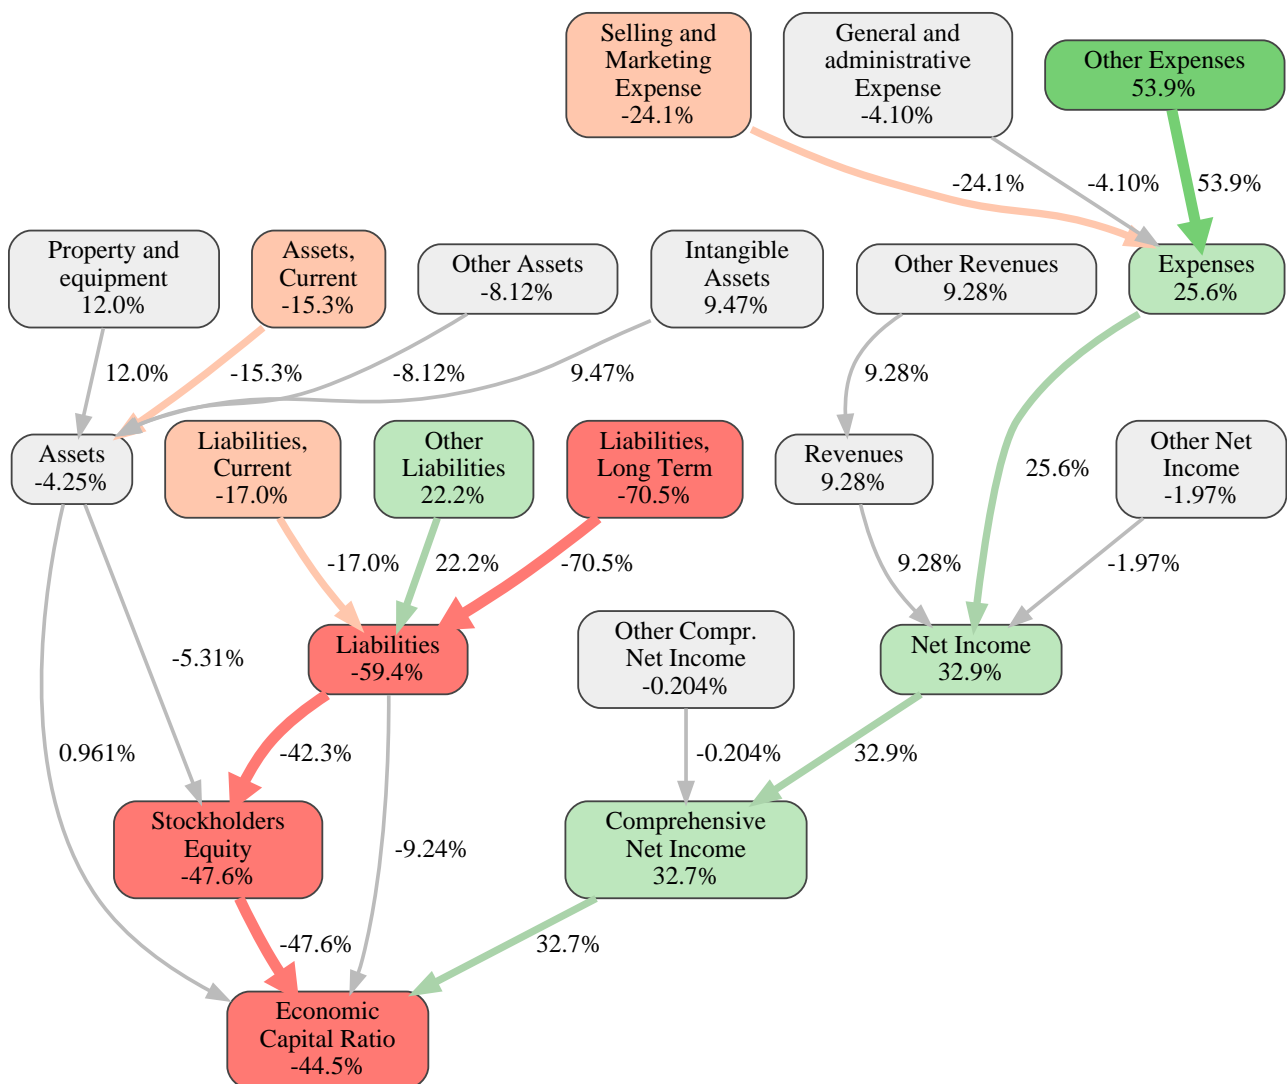 Selling and
Marketing
Expense
-24.1%
General and
administrative
Expense
-4.10%
Other Expenses
53.9%
-24.1%
-4.10%
53.9%
Property and
equipment
12.0%
Assets,
Current
-15.3%
Other Assets
-8.12%
Intangible
Assets
9.47%
Other Revenues
9.28%
Expenses
25.6%
12.0%
-15.3%
-8.12%
9.47%
9.28%
25.6%
Assets
-4.25%
Liabilities,
Current
-17.0%
Other
Liabilities
22.2%
Liabilities,
Long Term
-70.5%
Revenues
9.28%
Other Net
Income
-1.97%
-17.0%
22.2%
-70.5%
9.28%
-1.97%
Liabilities
-59.4%
Other Compr.
Net Income
-0.204%
Net Income
32.9%
-5.31%
0.961%
-42.3%
-0.204%
32.9%
Stockholders
Equity
-47.6%
-9.24%
Comprehensive
Net Income
32.7%
-47.6%
32.7%
Economic
Capital Ratio
-44.5%